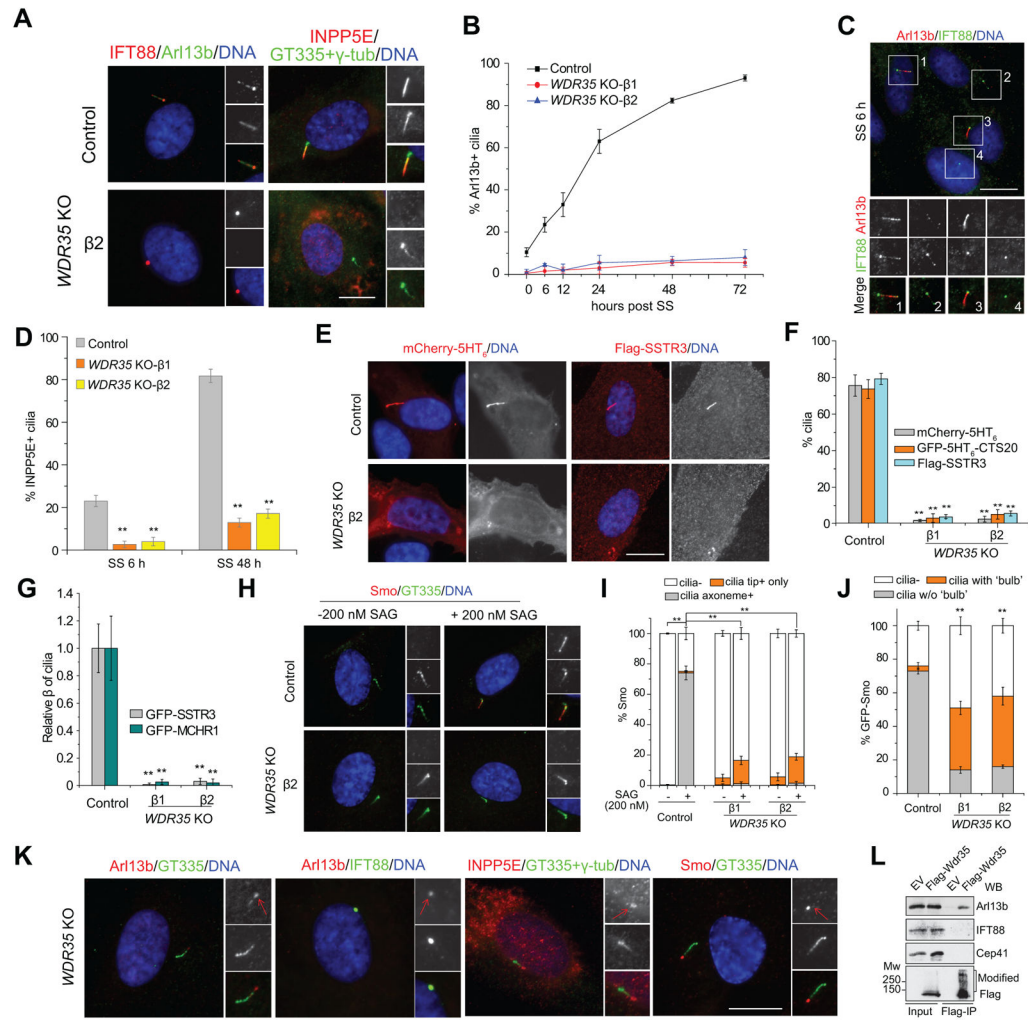 A
IFT88/Arl13b/DNA
INPP5E/
GT335+γ-tub/DNA
Control
WDR35 KO
β2
B
% Arl13b+ cilia
100
80
60
40
20
0
Control
WDR35 KO-β1
WDR35 KO-β2
0 6 12 24 48 72
hours post SS
C
Arl13b/IFT88/DNA
SS 6 h
1
2
3
4
Merge IFT88 Arl13b
1 2 3 4
D
% INPP5E+ cilia
100
80
60
40
20
0
Control
WDR35 KO-β1
WDR35 KO-β2
** ** ** **
SS 6 h SS 48 h
E
mCherry-5HT6/DNA Flag-SSTR3/DNA
Control
WDR35 KO
β2
F
% cilia
100
80
60
40
20
0
mCherry-5HT6
GFP-5HT6-CTS20
Flag-SSTR3
** ** ** ** ** **
Control β1 β2
WDR35 KO
G
Relative β of cilia
1.4
1.2
1.0
0.8
0.6
0.4
0.2
0
GFP-SSTR3
GFP-MCHR1
** ** ** **
Control β1 β2
WDR35 KO
H
Smo/GT335/DNA
-200 nM SAG + 200 nM SAG
Control
WDR35 KO
β2
I
cilia- cilia tip+ only
cilia axoneme+
** ** **
% Smo
100
80
60
40
20
0
SAG - + - + - +
(200 nM)
Control β1 β2
WDR35 KO
J
cilia- cilia with 'bulb'
cilia w/o 'bulb'
** **
% GFP-Smo
100
80
60
40
20
0
Control β1 β2
WDR35 KO
K
Arl13b/GT335/DNA Arl13b/IFT88/DNA INPP5E/GT335+γ-tub/DNA Smo/GT335/DNA
WDR35 KO
L
EV Flag-Wdr35 EV Flag-Wdr35 WB
Arl13b
IFT88
Cep41
Mw
250
150
Modified
Flag
Input Flag-IP